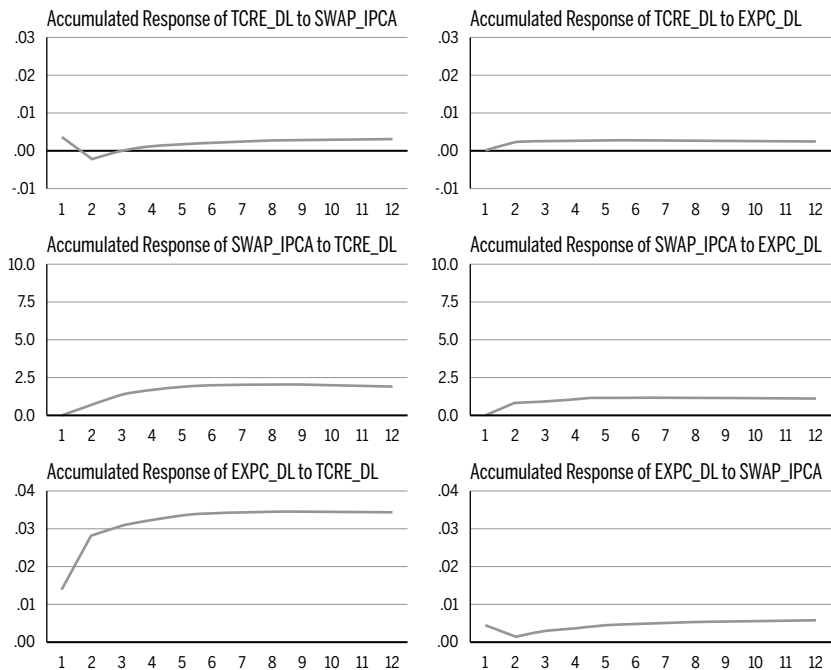 Accumulated Response of TCRE_DL to SWAP_IPCA
.03
.02
.01
.00
-.01
1 2 3 4 5 6 7 8 9 10 11 12
Accumulated Response of TCRE_DL to EXPC_DL
.03
.02
.01
.00
-.01
1 2 3 4 5 6 7 8 9 10 11 12
Accumulated Response of SWAP_IPCA to TCRE_DL
10.0
7.5
5.0
2.5
0.0
1 2 3 4 5 6 7 8 9 10 11 12
Accumulated Response of SWAP_IPCA to EXPC_DL
10.0
7.5
5.0
2.5
0.0
1 2 3 4 5 6 7 8 9 10 11 12
Accumulated Response of EXPC_DL to TCRE_DL
.04
.03
.02
.01
.00
1 2 3 4 5 6 7 8 9 10 11 12
Accumulated Response of EXPC_DL to SWAP_IPCA
.04
.03
.02
.01
.00
1 2 3 4 5 6 7 8 9 10 11 12